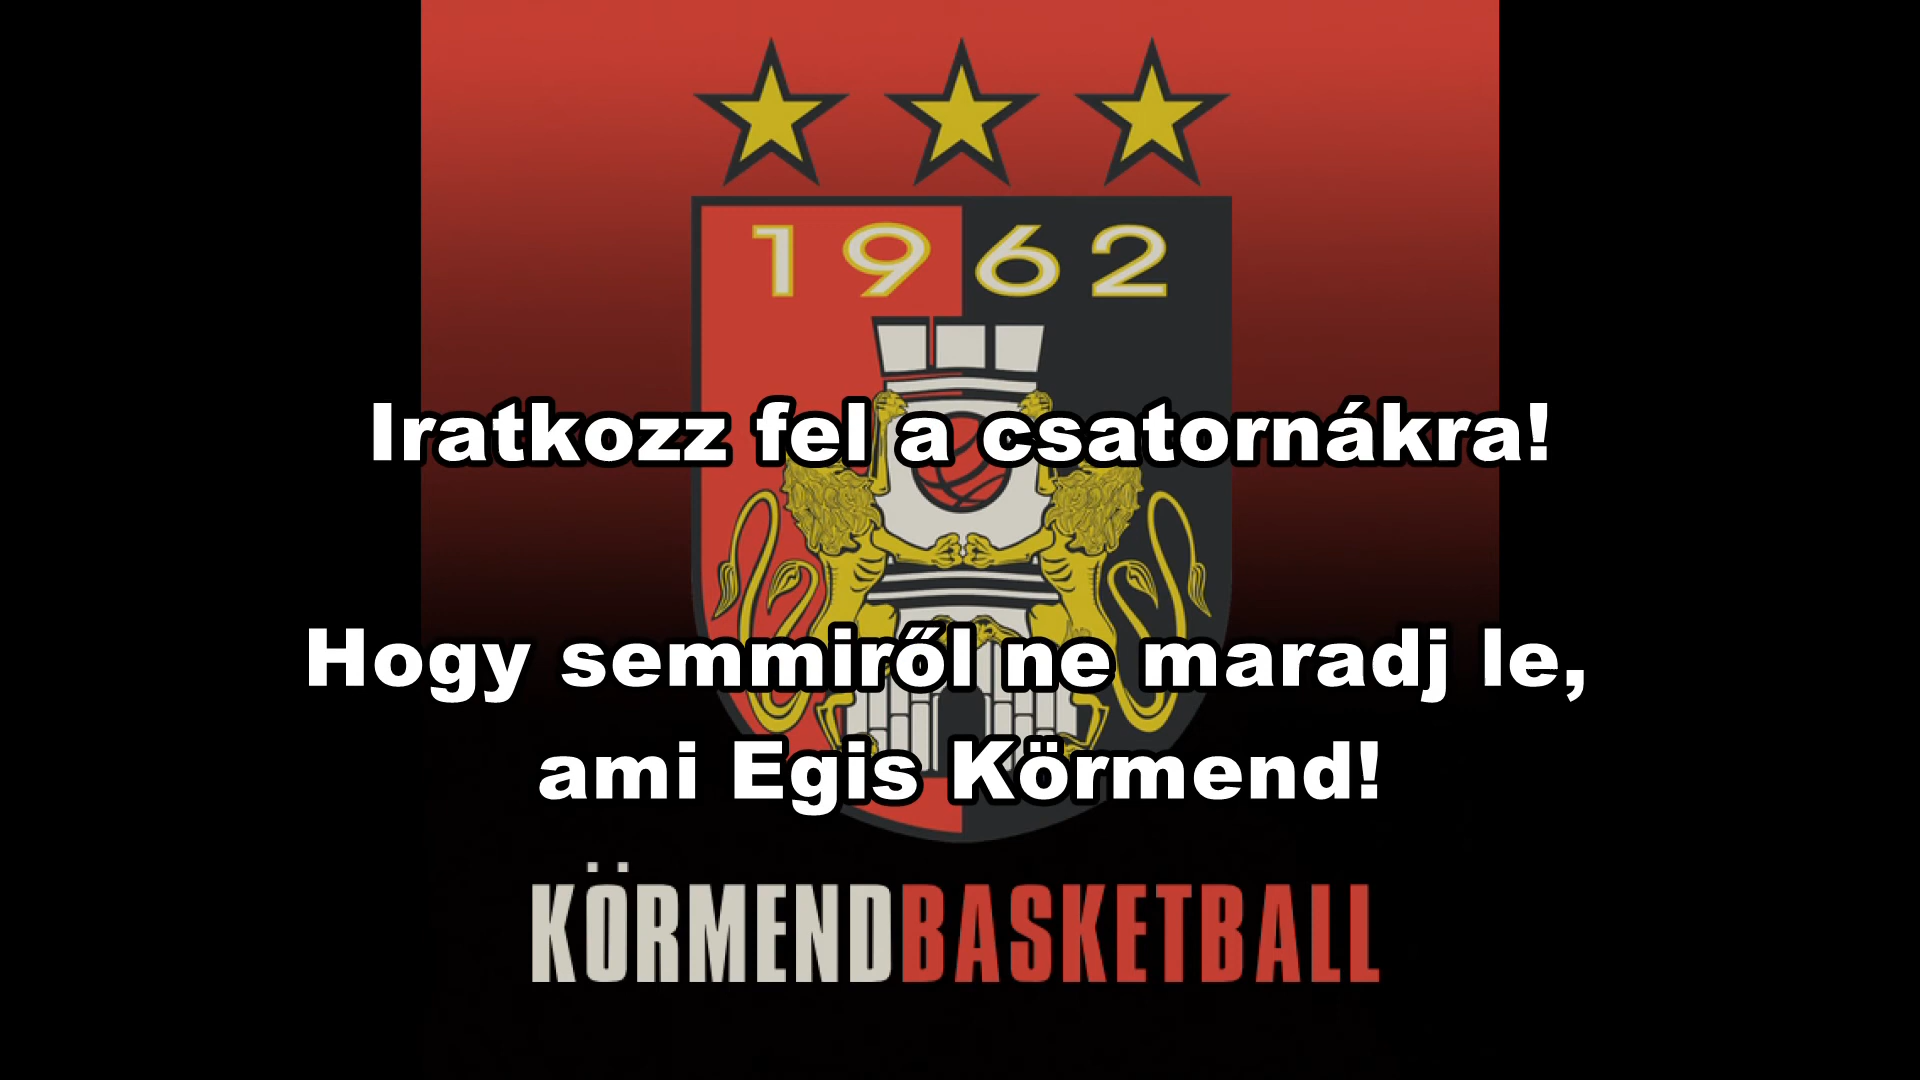 1962
Iratkozz fel a csatornákra!
Hogy semmiről ne maradj le,
ami Egis Körmend!
KÖRMENDBASKETBALL